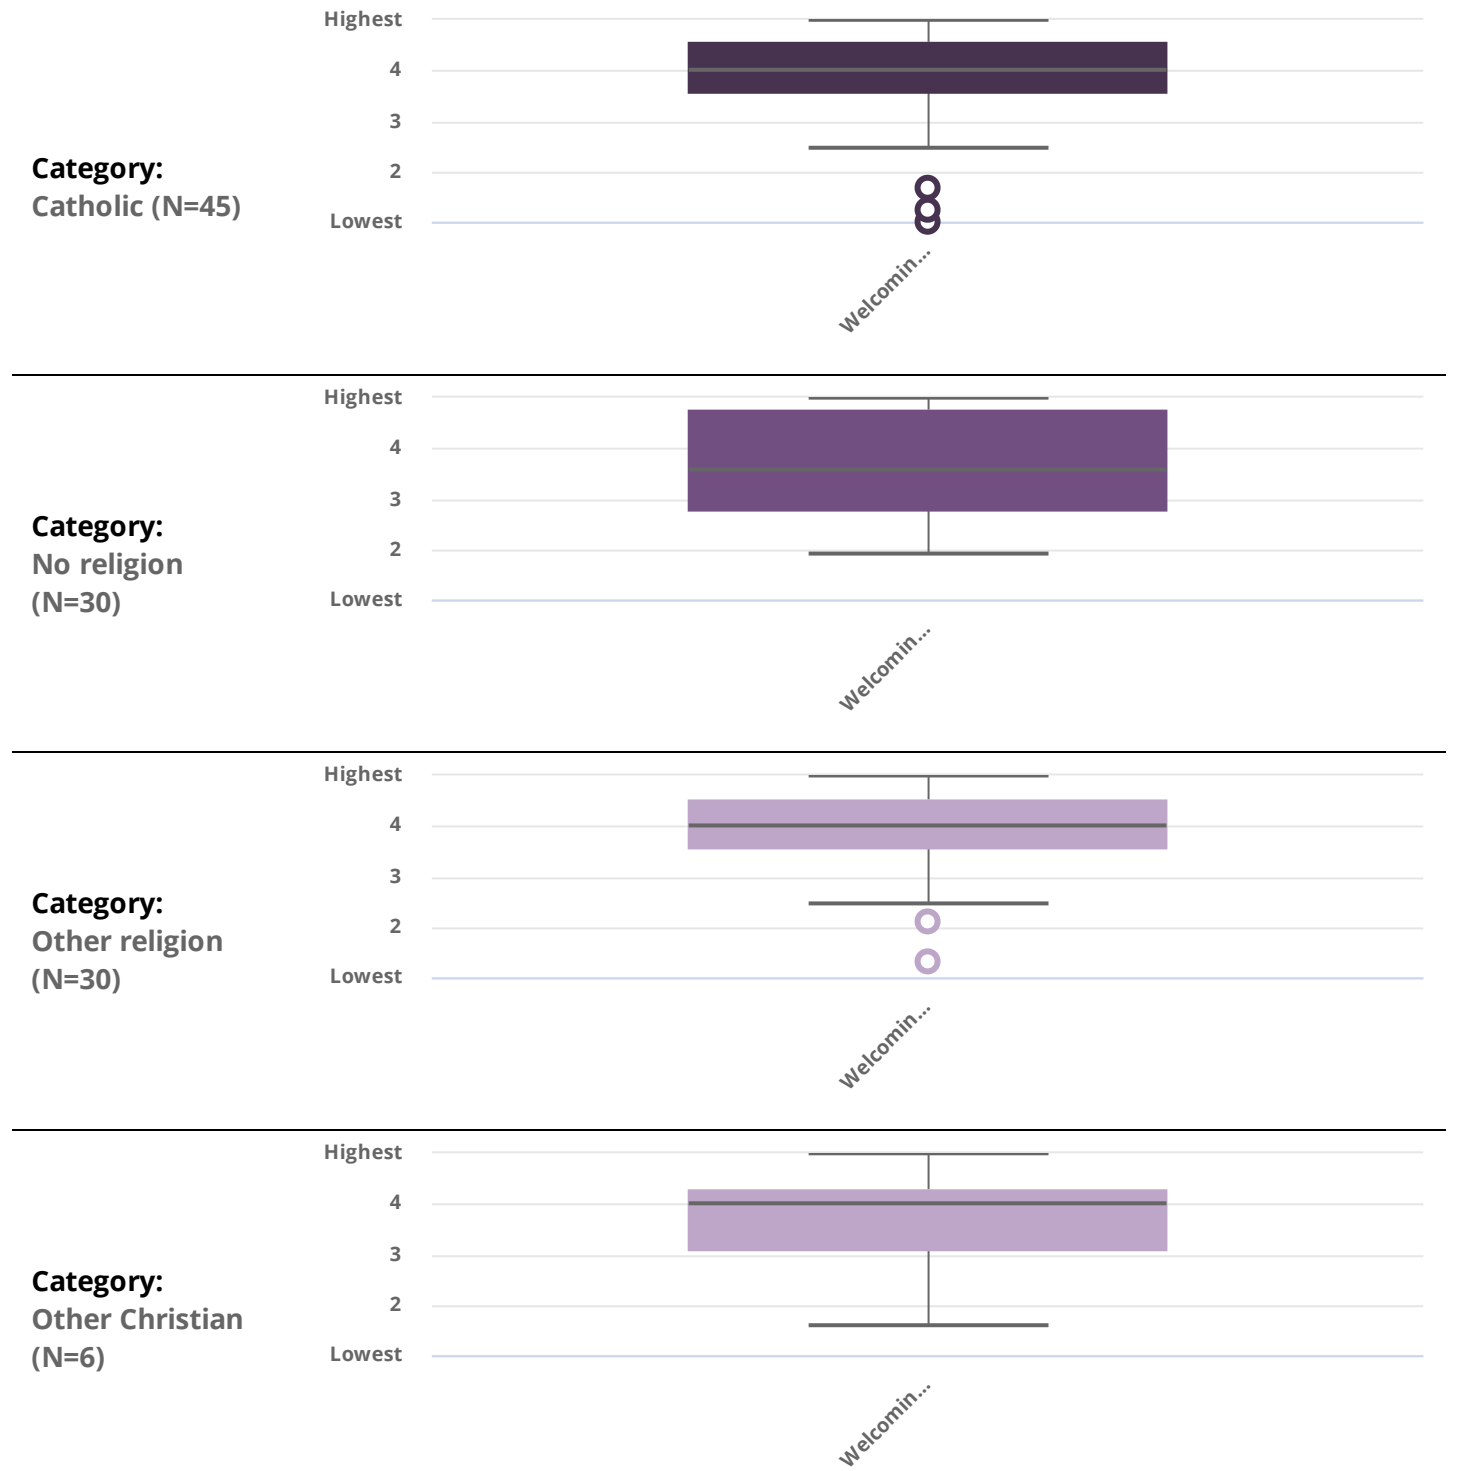 Highest
4
3
2
Lowest
Category:
Catholic (N=45)
Welcomin...
Highest
4
3
2
Lowest
Category:
No religion
(N=30)
Welcomin...
Highest
4
3
2
Lowest
Category:
Other religion
(N=30)
Welcomin...
Highest
4
3
2
Lowest
Category:
Other Christian
(N=6)
Welcomin...